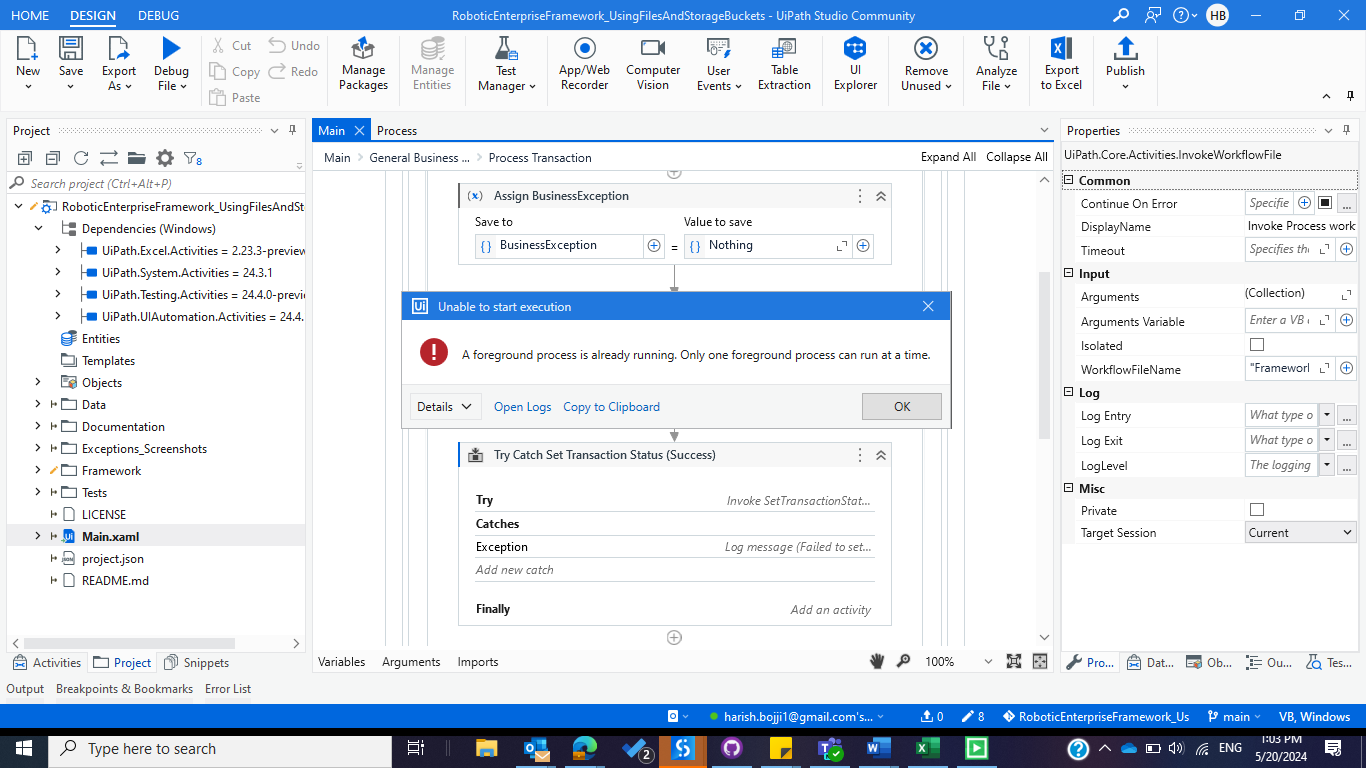 HOME DESIGN DEBUG RoboticEnterpriseFramework_UsingFilesAndStorageBuckets - UiPath Studio Community HB
New Save Export As Debug File Cut Copy Paste Undo Redo Manage Packages Manage Entities Test Manager App/Web Recorder Computer Vision User Events Table Extraction UI Explorer Remove Unused Analyze File Export to Excel Publish
Project
8
Search project (Ctrl+Alt+P)
RoboticEnterpriseFramework_UsingFilesAndSt
Dependencies (Windows)
UiPath.Excel.Activities = 2.23.3-preview
UiPath.System.Activities = 24.3.1
UiPath.Testing.Activities = 24.4.0-previ
UiPath.UIAutomation.Activities = 24.4.
Entities
Templates
Objects
Data
Documentation
Exceptions_Screenshots
Framework
Tests
LICENSE
Main.xaml
project.json
README.md
Activities Project Snippets
Main Process
Main > General Business ... > Process Transaction Expand All Collapse All
(x) Assign BusinessException
Save to Value to save
{} BusinessException = {} Nothing
Ui Unable to start execution
A foreground process is already running. Only one foreground process can run at a time.
Details Open Logs Copy to Clipboard OK
Try Catch Set Transaction Status (Success)
Try Invoke SetTransactionStat...
Catches
Exception Log message (Failed to set...
Add new catch
Finally Add an activity
Variables Arguments Imports 100%
Properties
UiPath.Core.Activities.InvokeWorkflowFile
Common
Continue On Error Specifie ...
DisplayName Invoke Process work
Timeout Specifies th
Input
Arguments (Collection)
Arguments Variable Enter a VB
Isolated
WorkflowFileName "Framework
Log
Log Entry What type o ...
Log Exit What type o ...
LogLevel The logging ...
Misc
Private
Target Session Current
Pro... Dat... Ob... Ou... Tes...
Output Breakpoints & Bookmarks Error List
harish.bojji1@gmail.com's... 0 8 RoboticEnterpriseFramework_Us main VB, Windows
Type here to search 2 ENG 1:03 PM
5/20/2024